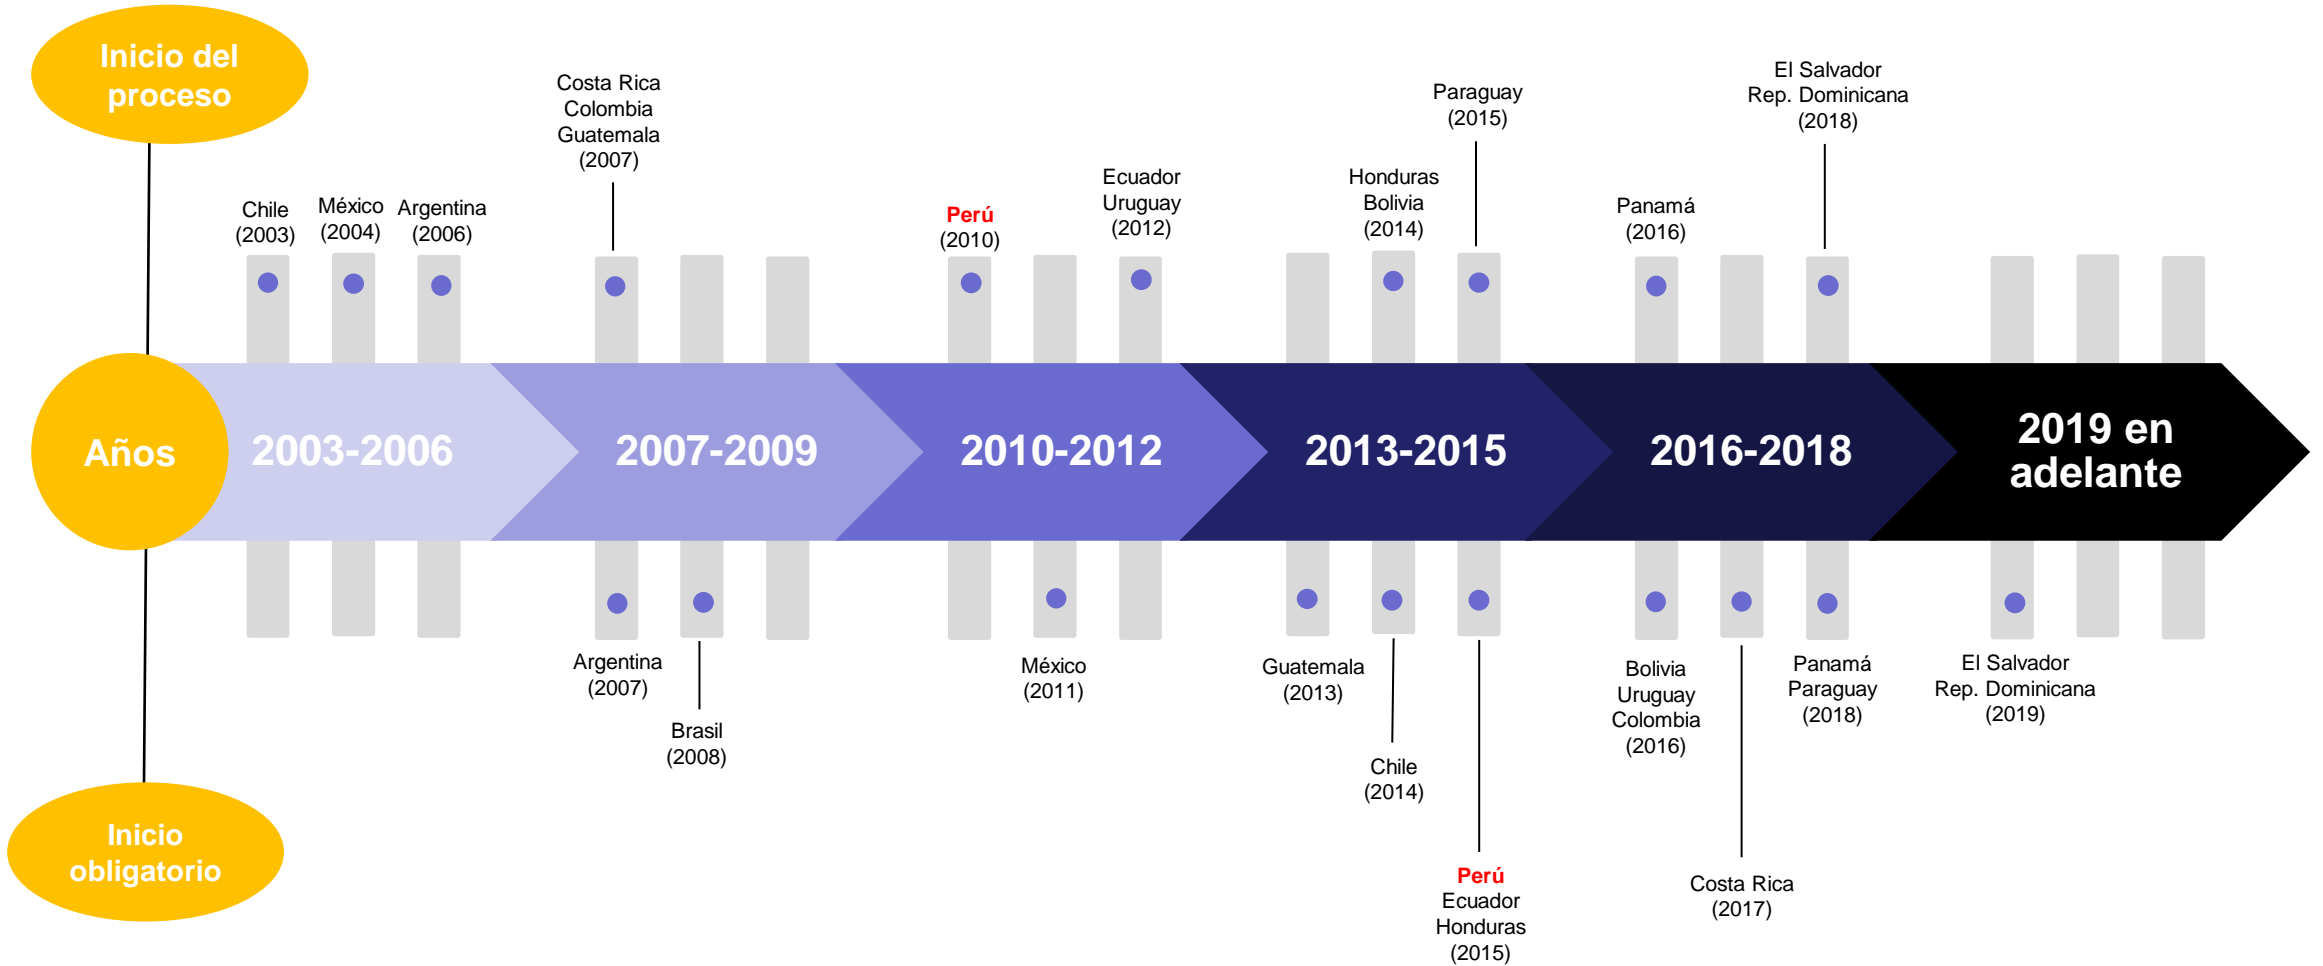 Inicio del
proceso
Chile
(2003)
México
(2004)
Argentina
(2006)
Costa Rica
Colombia
Guatemala
(2007)
Perú
(2010)
Ecuador
Uruguay
(2012)
Honduras
Bolivia
(2014)
Paraguay
(2015)
Panamá
(2016)
El Salvador
Rep. Dominicana
(2018)
Años
2003-2006
2007-2009
2010-2012
2013-2015
2016-2018
2019 en
adelante
Inicio
obligatorio
Argentina
(2007)
Brasil
(2008)
México
(2011)
Guatemala
(2013)
Chile
(2014)
Perú
Ecuador
Honduras
(2015)
Bolivia
Uruguay
Colombia
(2016)
Costa Rica
(2017)
Panamá
Paraguay
(2018)
El Salvador
Rep. Dominicana
(2019)